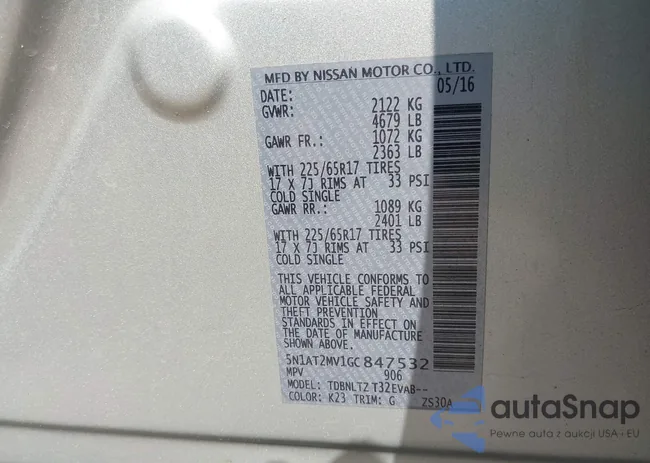 MFD BY NISSAN MOTOR CO., LTD.
DATE: 05/16
GVWR: 2122 KG
4679 LB
GAWR FR.: 1072 KG
2363 LB
WITH 225/65R17 TIRES
17 X 7J RIMS AT 33 PSI
COLD SINGLE
GAWR RR.: 1089 KG
2401 LB
WITH 225/65R17 TIRES
17 X 7J RIMS AT 33 PSI
COLD SINGLE
THIS VEHICLE CONFORMS TO
ALL APPLICABLE FEDERAL
MOTOR VEHICLE SAFETY AND
THEFT PREVENTION
STANDARDS IN EFFECT ON
THE DATE OF MANUFACTURE
SHOWN ABOVE.
5N1AT2MV1GC847532
MPV 906
MODEL: TDBNLTZ T32EVAB--
COLOR: K23 TRIM: G ZS30A
autaSnap
Pewne auto z aukcji USA i EU